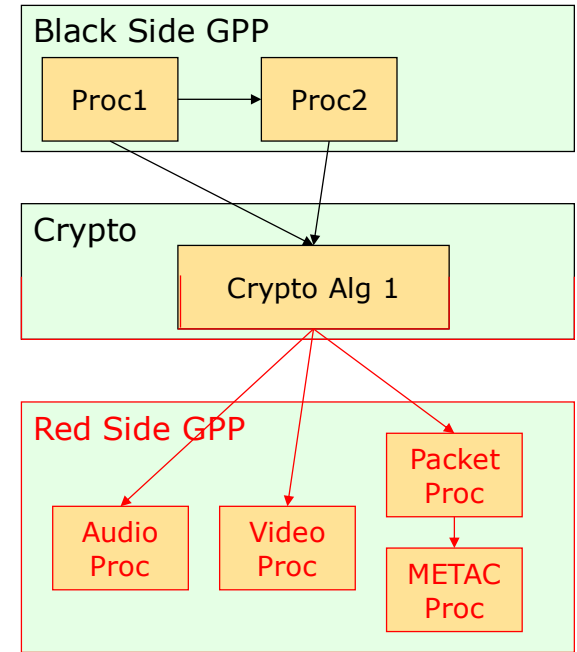 Black Side GPP
Proc1
Proc2
Crypto
Crypto Alg 1
Red Side GPP
Audio
Proc
Video
Proc
Packet
Proc
METAC
Proc